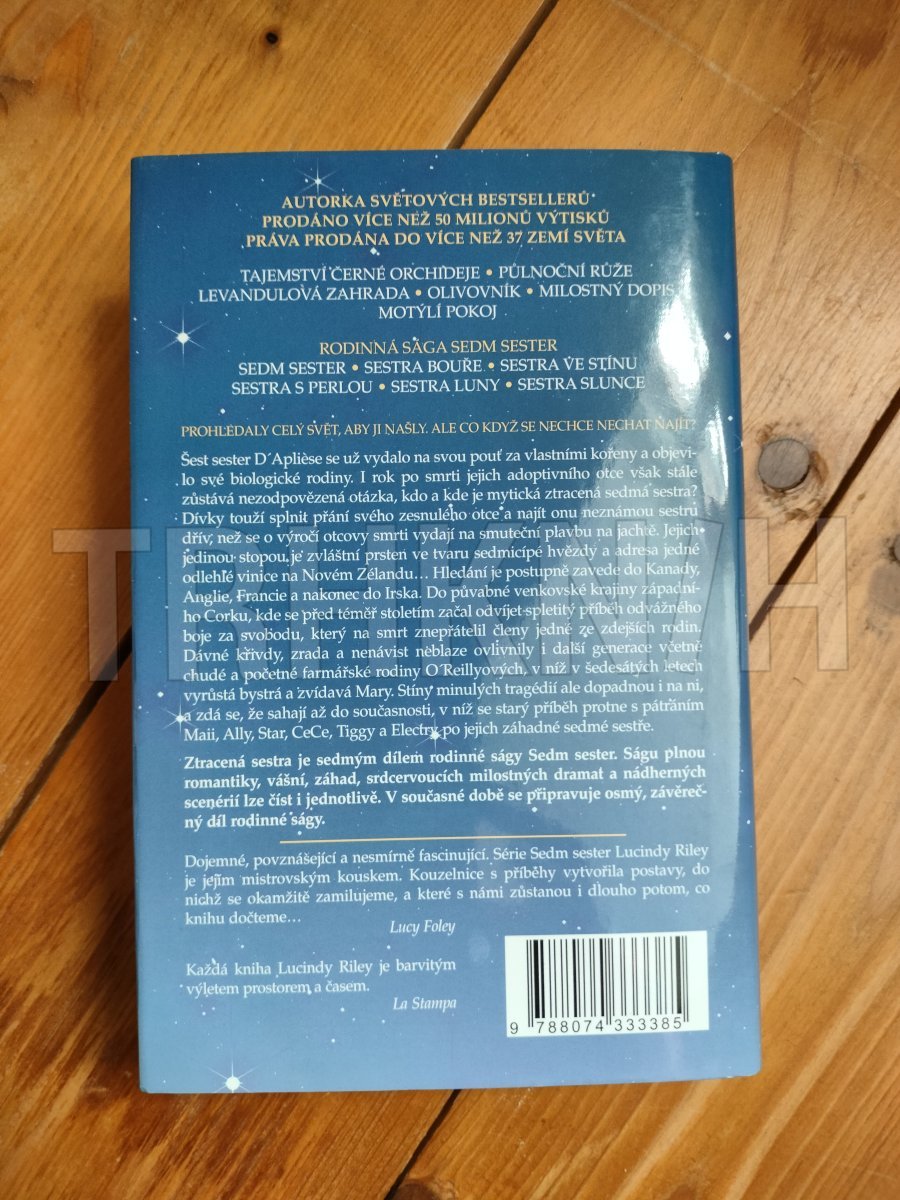 AUTORKA SVĚTOVÝCH BESTSELLERŮ
PRODÁNO VÍCE NEŽ 50 MILIONŮ VÝTISKŮ
PRÁVA PRODÁNA DO VÍCE NEŽ 37 ZEMÍ SVĚTA
TAJEMSTVÍ ČERNÉ ORCHIDEJE • PŮLNOČNÍ RŮŽE
LEVANDULOVÁ ZAHRADA • OLIVOVNÍK • MILOSTNÝ DOPIS
MOTÝLÍ POKOJ
RODINNÁ SÁGA SEDM SESTER
SEDM SESTER • SESTRA BOUŘE • SESTRA VE STÍNU
SESTRA S PERLOU • SESTRA LUNY • SESTRA SLUNCE
PROHLEDALY CELÝ SVĚT, ABY JI NAŠLY. ALE CO KDYŽ SE NECHCE NECHAT NAJÍT?
Šest sester D´Aplièse se už vydalo na svou pouť za vlastními kořeny a objevi-
lo své biologické rodiny. I rok po smrti jejich adoptivního otce však stále
zůstává nezodpovězená otázka, kdo a kde je mytická ztracená sedmá sestra?
Dívky touží splnit přání svého zesnulého otce a najít onu neznámou sestru
dřív, než se o výročí otcovy smrti vydají na smuteční plavbu na jachtě. Jejich
jedinou stopou je zvláštní prsten ve tvaru sedmicípé hvězdy a adresa jedné
odlehlé vinice na Novém Zélandu… Hledání je postupně zavede do Kanady,
Anglie, Francie a nakonec do Irska. Do půvabné venkovské krajiny západní-
ho Corku, kde se před téměř stoletím začal odvíjet spletitý příběh odvážného
boje za svobodu, který na smrt znepřátelil členy jedné ze zdejších rodin.
Dávné křivdy, zrada a nenávist neblaze ovlivnily i další generace včetně
chudé a početné farmářské rodiny O´Reillyových, v níž v šedesátých letech
vyrůstá bystrá a zvídavá Mary. Stíny minulých tragédií ale dopadnou i na ni,
a zdá se, že sahají až do současnosti, v níž se starý příběh protne s pátráním
Maii, Ally, Star, CeCe, Tiggy a Electry po jejich záhadné sedmé sestře.
Ztracená sestra je sedmým dílem rodinné ságy Sedm sester. Ságu plnou
romantiky, vášní, záhad, srdcervoucích milostných dramat a nádherných
scenérií lze číst i jednotlivě. V současné době se připravuje osmý, závěreč-
ný díl rodinné ságy.
Dojemné, povznášející a nesmírně fascinující. Série Sedm sester Lucindy Riley
je jejím mistrovským kouskem. Kouzelnice s příběhy vytvořila postavy, do
nichž se okamžitě zamilujeme, a které s námi zůstanou i dlouho potom, co
knihu dočteme…
Lucy Foley
Každá kniha Lucindy Riley je barvitým
výletem prostorem a časem.
La Stampa
9 788074 333385